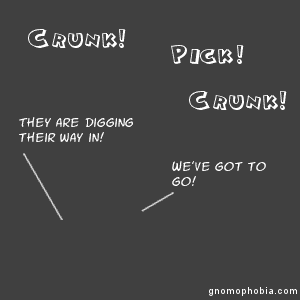 CRUNK!
PICK!
CRUNK!
THEY ARE DIGGING
THEIR WAY IN!
WE'VE GOT TO
GO!
gnomophobia.com